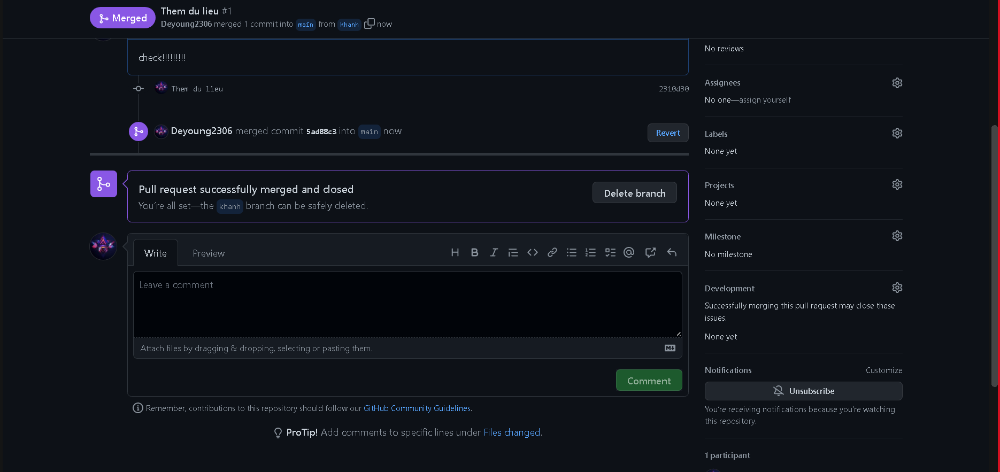 Merged
Them du lieu #1
Deyoung2306 merged 1 commit into main from khanh now
check!!!!!!!!!
Them du lieu 2310d30
Deyoung2306 merged commit 5ad88c3 into main now
Revert
Pull request successfully merged and closed
You're all set—the khanh branch can be safely deleted.
Delete branch
Write Preview
Leave a comment
Attach files by dragging & dropping, selecting or pasting them.
Comment
Remember, contributions to this repository should follow our GitHub Community Guidelines.
ProTip! Add comments to specific lines under Files changed.
No reviews
Assignees
No one—assign yourself
Labels
None yet
Projects
None yet
Milestone
No milestone
Development
Successfully merging this pull request may close these
issues.
None yet
Notifications Customize
Unsubscribe
You're receiving notifications because you're watching
this repository.
1 participant